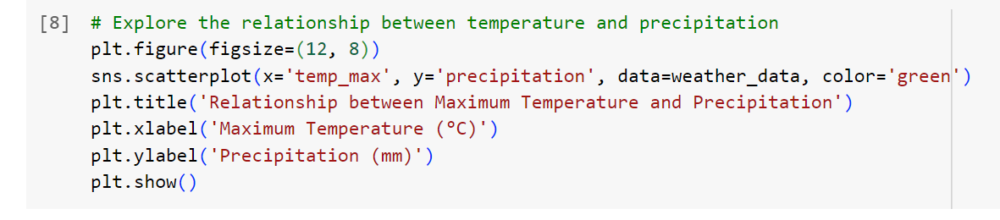 [8] # Explore the relationship between temperature and precipitation
plt.figure(figsize=(12, 8))
sns.scatterplot(x='temp_max', y='precipitation', data=weather_data, color='green')
plt.title('Relationship between Maximum Temperature and Precipitation')
plt.xlabel('Maximum Temperature (°C)')
plt.ylabel('Precipitation (mm)')
plt.show()